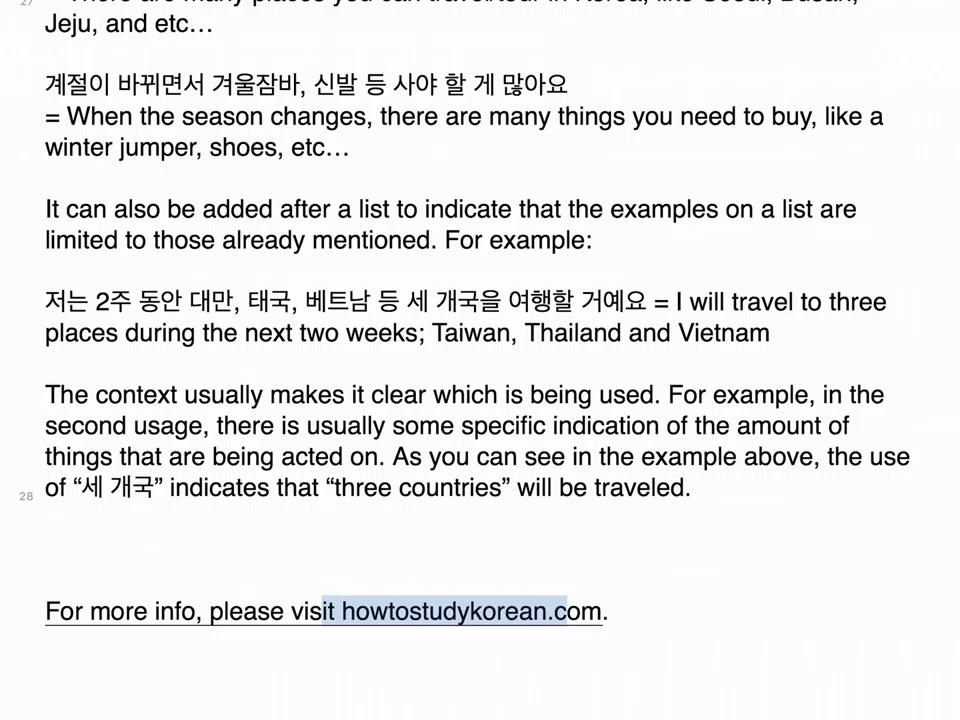 27
Jeju, and etc…
계절이 바뀌면서 겨울잠바, 신발 등 사야 할 게 많아요
= When the season changes, there are many things you need to buy, like a
winter jumper, shoes, etc…
It can also be added after a list to indicate that the examples on a list are
limited to those already mentioned. For example:
저는 2주 동안 대만, 태국, 베트남 등 세 개국을 여행할 거예요 = I will travel to three
places during the next two weeks; Taiwan, Thailand and Vietnam
The context usually makes it clear which is being used. For example, in the
second usage, there is usually some specific indication of the amount of
things that are being acted on. As you can see in the example above, the use
28 of “세 개국” indicates that “three countries” will be traveled.
For more info, please visit howtostudykorean.com.